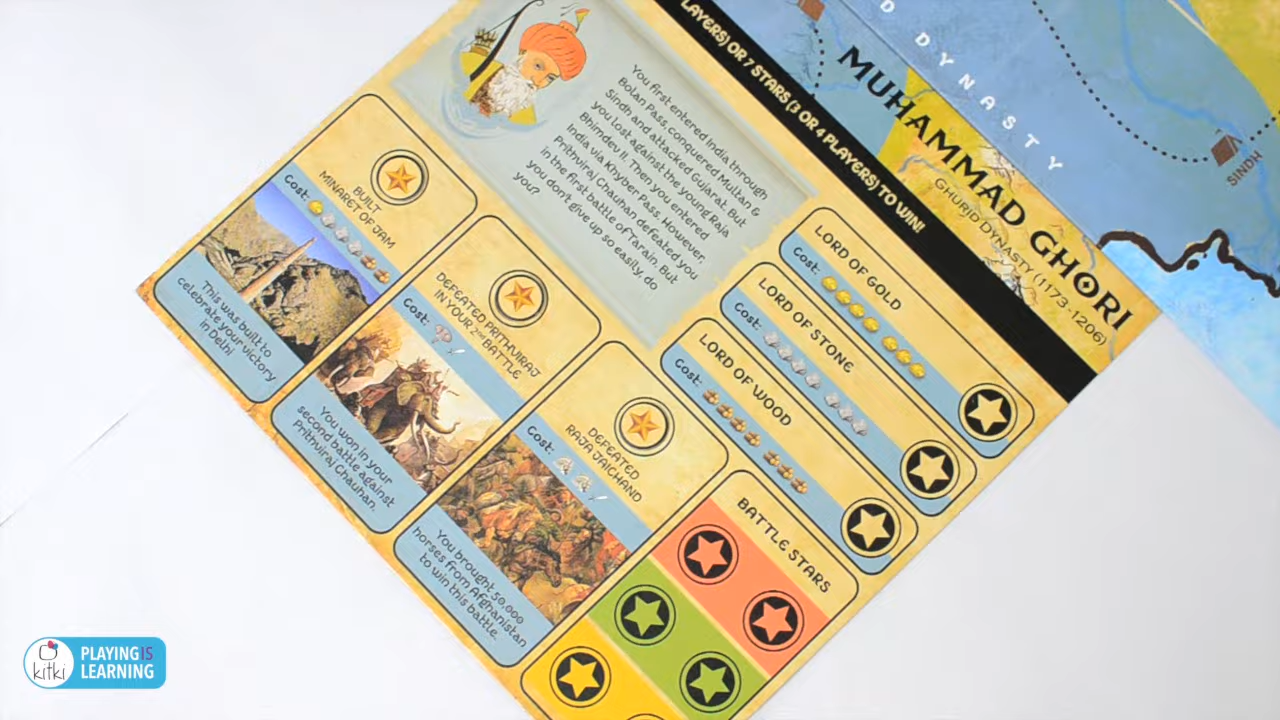 D DYNASTY
SINDH
MUHAMMAD GHORI
GHURID DYNASTY (1173 -1206)
LAYERS) OR 7 STARS (3 OR 4 PLAYERS) TO WIN!
You first entered India through
Bolan Pass, conquered Multan &
Sindh and attacked Gujarat. But
you lost against the young Raja
Bhimdev II. Then you entered
India via Khyber Pass. However,
Prithviraj Chauhan defeated you
in the first battle of Tarain. But
you don't give up so easily, do
you?
BUILT
MINARET OF JAM
Cost:
This was built to
celebrate your victory
in Delhi
DEFEATED PRITHVIRAJ
IN YOUR 2ND BATTLE
Cost:
You won in your
second battle against
Prithviraj Chauhan.
DEFEATED
RAJA JAICHAND
Cost:
You brought 50,000
horses from Afghanistan
to win this battle.
LORD OF GOLD
Cost:
LORD OF STONE
Cost:
LORD OF WOOD
Cost:
BATTLE STARS
kitki
PLAYING IS
LEARNING